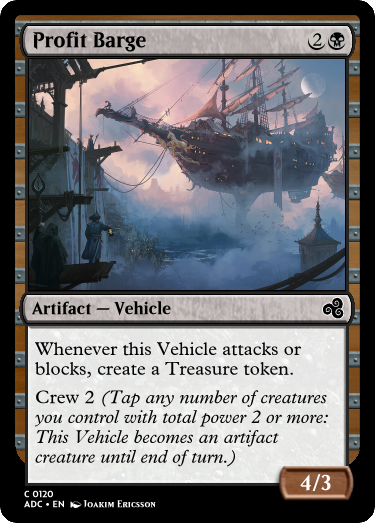 Profit Barge 2
Artifact — Vehicle
Whenever this Vehicle attacks or
blocks, create a Treasure token.
Crew 2 (Tap any number of creatures
you control with total power 2 or more:
This Vehicle becomes an artifact
creature until end of turn.)
4/3
C 0120
ADC • EN Joakim Ericsson